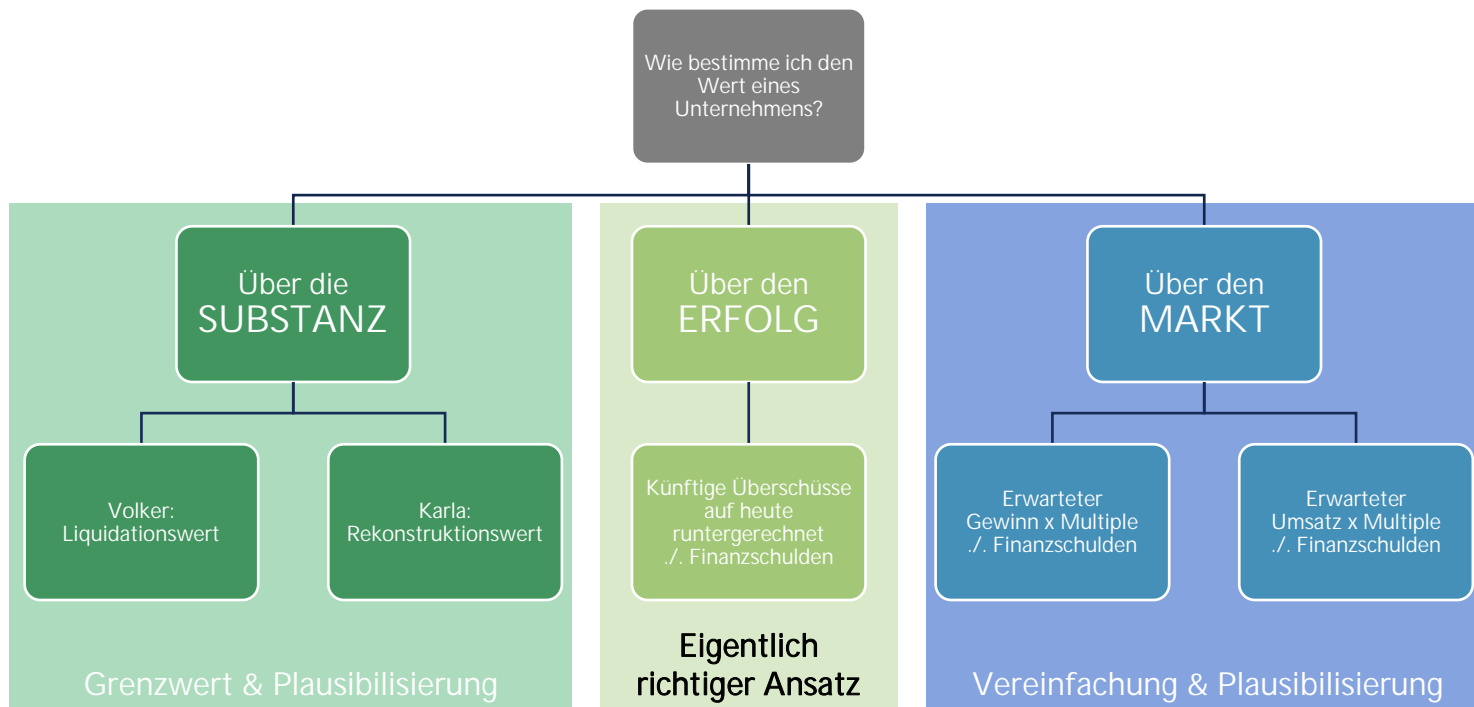 Wie bestimme ich den
Wert eines
Unternehmens?
Über die
SUBSTANZ
Über den
ERFOLG
Über den
MARKT
Volker:
Liquidationswert
Karla:
Rekonstruktionswert
Künftige Überschüsse
auf heute
runtergerechnet
./. Finanzschulden
Erwarteter
Gewinn x Multiple
./. Finanzschulden
Erwarteter
Umsatz x Multiple
./. Finanzschulden
Grenzwert & Plausibilisierung
Eigentlich
richtiger Ansatz
Vereinfachung & Plausibilisierung